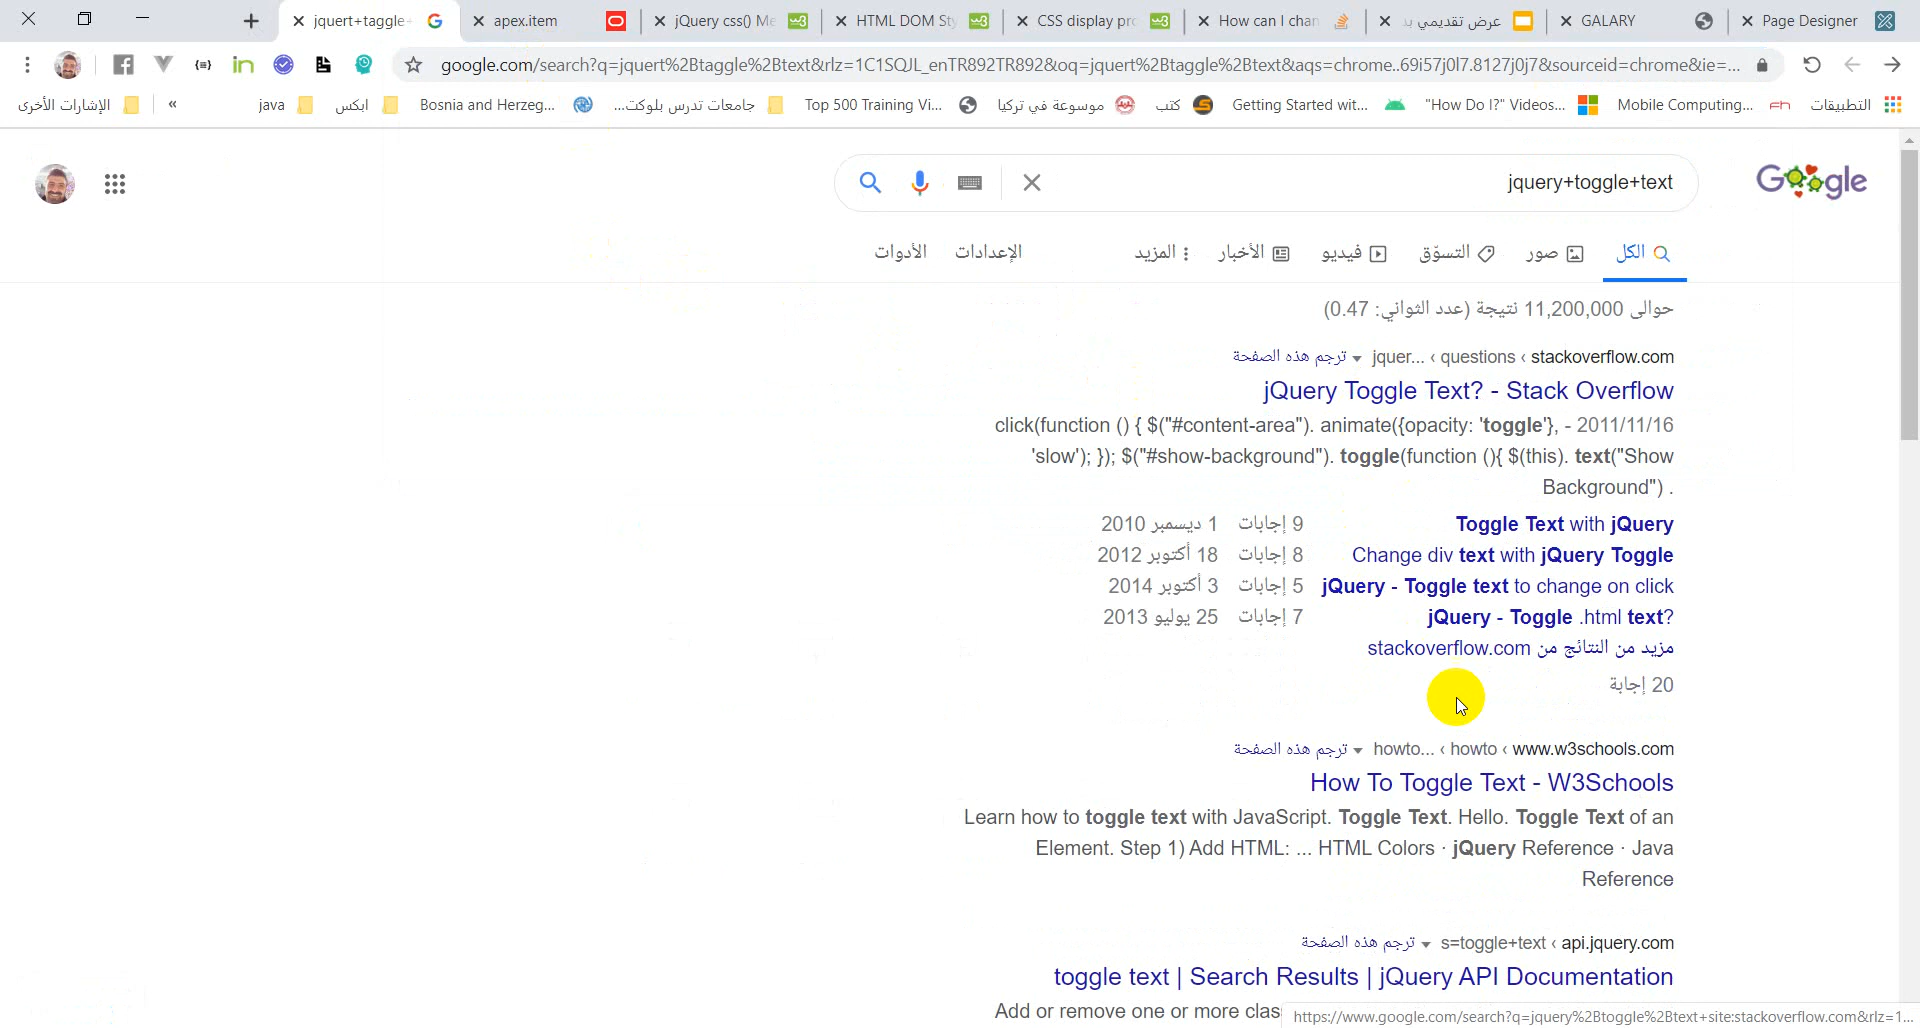 jquert+taggle
apex.item
jQuery css() Me
HTML DOM St
CSS display pro
How can I chan
عرض تقديمي بد
GALARY
Page Designer
google.com/search?q=jquert%2Btaggle%2Btext&rlz=1C1SQJL_enTR892TR892&oq=jquert%2Btaggle%2Btext&aqs=chrome..69i57j0l7.8127j0j7&sourceid=chrome&ie=...
التطبيقات
Mobile Computing...
"How Do I?" Videos...
Getting Started wit...
كتب
موسوعة في تركيا
Top 500 Training Vi...
جامعات تدرس بلوكت...
Bosnia and Herzeg...
ابكس
java
»
الإشارات الأخرى
Google
jquery+toggle+text
الكل
صور
التسوّق
فيديو
الأخبار
المزيد
الإعدادات
الأدوات
حوالى 11,200,000 نتيجة (عدد الثواني: 0.47)
stackoverflow.com › questions › jquer... ترجم هذه الصفحة
jQuery Toggle Text? - Stack Overflow
click(function () { $("#content-area"). animate({opacity: 'toggle'}, - 2011/11/16
'slow'); }); $("#show-background"). toggle(function (){ $(this). text("Show
Background") .
Toggle Text with jQuery 9 إجابات 1 ديسمبر 2010
Change div text with jQuery Toggle 8 إجابات 18 أكتوبر 2012
jQuery - Toggle text to change on click 5 إجابات 3 أكتوبر 2014
jQuery - Toggle .html text? 7 إجابات 25 يوليو 2013
مزيد من النتائج من stackoverflow.com
20 إجابة
www.w3schools.com › howto › howto... ترجم هذه الصفحة
How To Toggle Text - W3Schools
Learn how to toggle text with JavaScript. Toggle Text. Hello. Toggle Text of an
Element. Step 1) Add HTML: ... HTML Colors · jQuery Reference · Java
Reference
api.jquery.com › s=toggle+text ترجم هذه الصفحة
toggle text | Search Results | jQuery API Documentation
Add or remove one or more clas
https://www.google.com/search?q=jquery%2Btoggle%2Btext+site:stackoverflow.com&rlz=1...